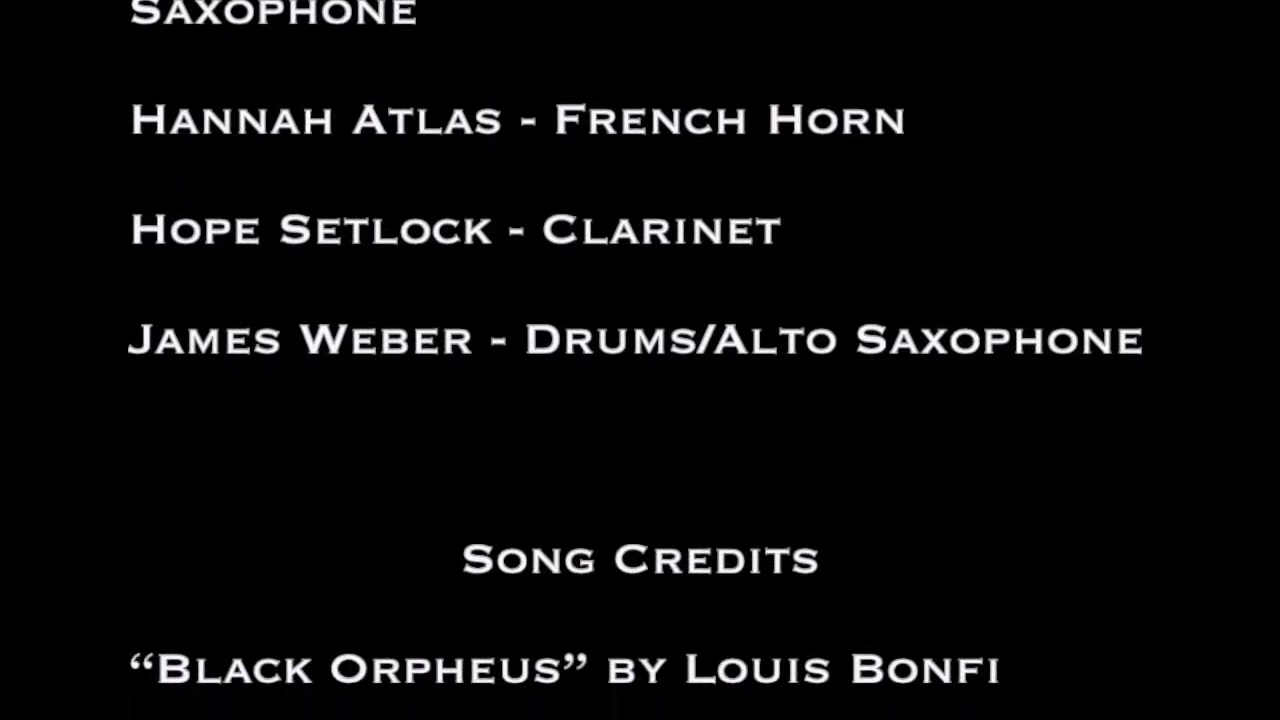 Saxophone
Hannah Atlas - French Horn
Hope Setlock - Clarinet
James Weber - Drums/Alto Saxophone
Song Credits
“Black Orpheus” by Louis Bonfi